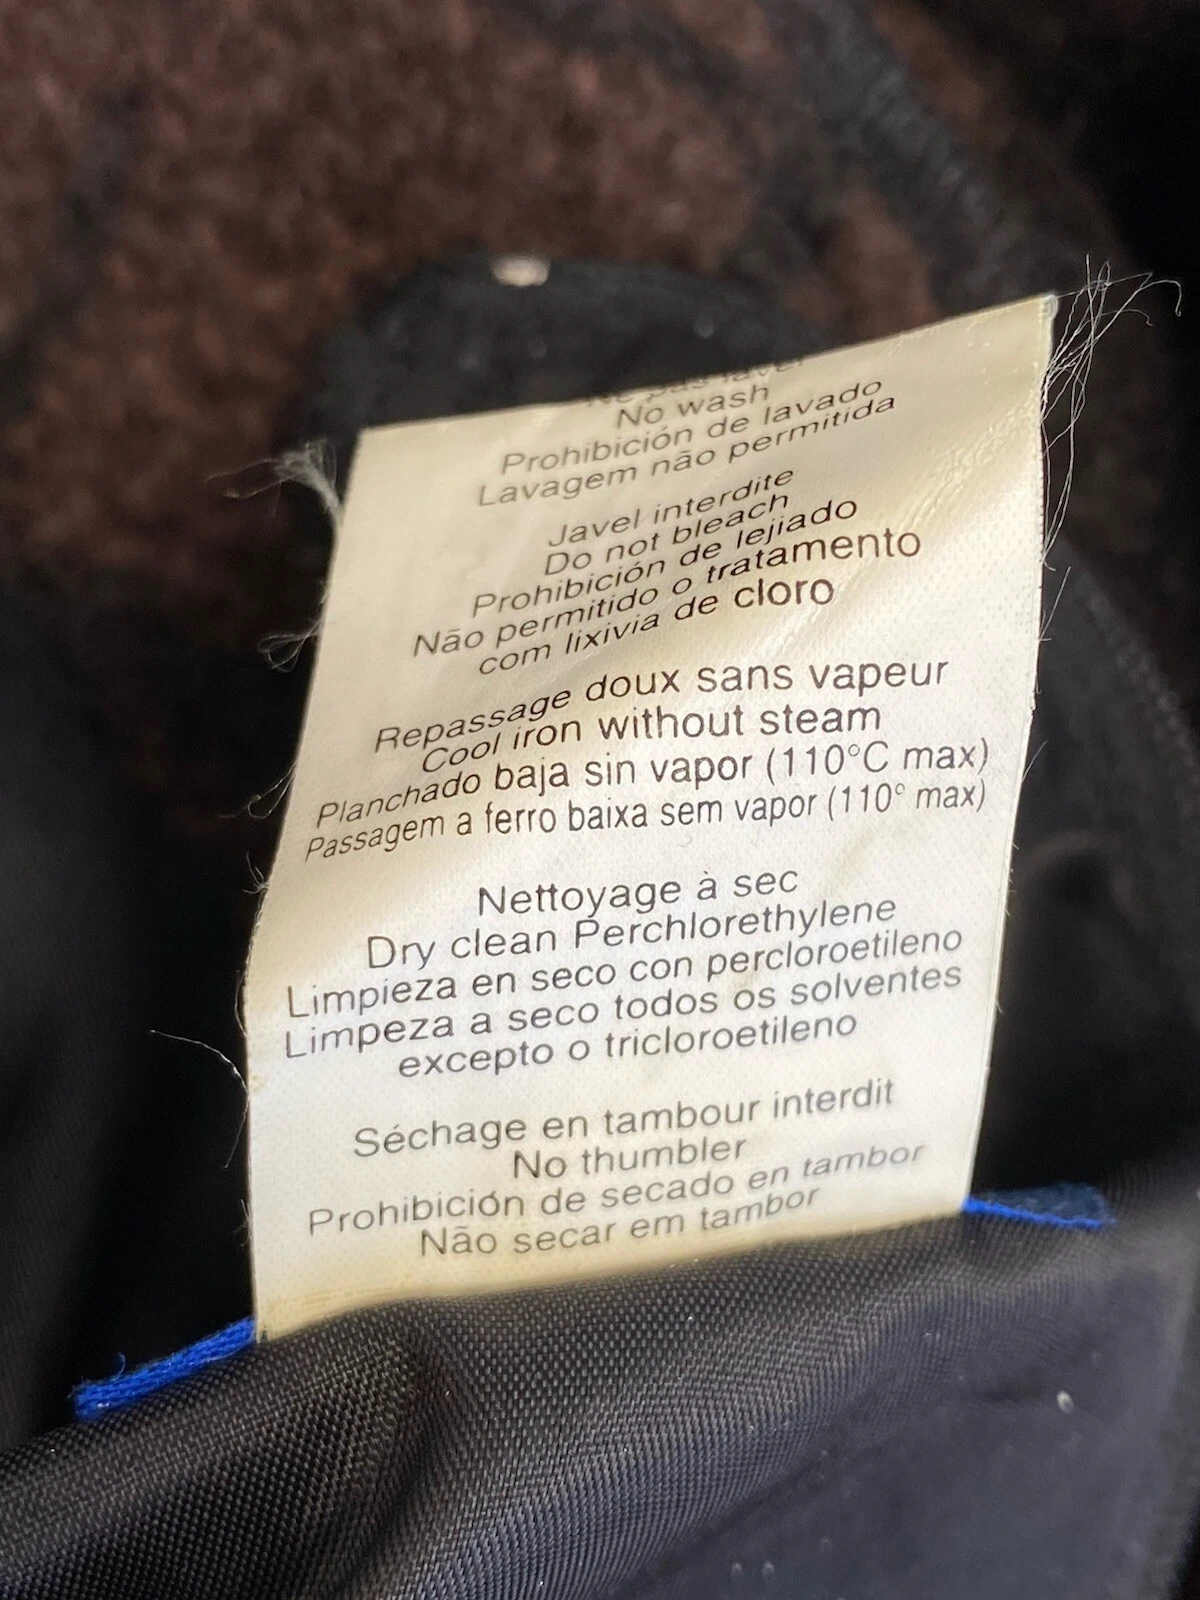 Ne pas laver
No wash
Prohibición de lavado
Lavagem não permitida
Javel interdite
Do not bleach
Prohibición de lejiado
Não permitido o tratamento
com lixivia de cloro
Repassage doux sans vapeur
Cool iron without steam
Planchado baja sin vapor (110°C max)
Passagem a ferro baixa sem vapor (110° max)
Nettoyage à sec
Dry clean Perchlorethylene
Limpieza en seco con percloroetileno
Limpeza a seco todos os solventes
excepto o tricloroetileno
Séchage en tambour interdit
No thumbler
Prohibición de secado en tambor
Não secar em tambor